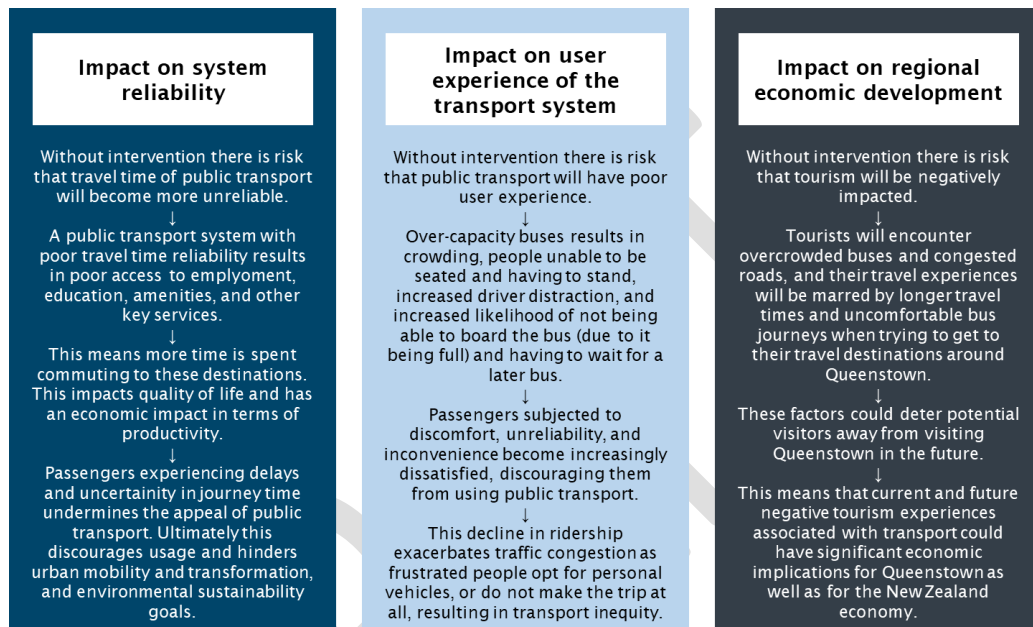 Impact on system
reliability
Without intervention there is risk
that travel time of public transport
will become more unreliable.
↓
A public transport system with
poor travel time reliability results
in poor access to employment,
education, amenities, and other
key services.
↓
This means more time is spent
commuting to these destinations.
This impacts quality of life and has
an economic impact in terms of
productivity.
↓
Passengers experiencing delays
and uncertainity in journey time
undermines the appeal of public
transport. Ultimately this
discourages usage and hinders
urban mobility and transformation,
and environmental sustainability
goals.
Impact on user
experience of the
transport system
Without intervention there is risk
that public transport will have poor
user experience.
↓
Over-capacity buses results in
crowding, people unable to be
seated and having to stand,
increased driver distraction, and
increased likelihood of not being
able to board the bus (due to it
being full) and having to wait for a
later bus.
↓
Passengers subjected to
discomfort, unreliability, and
inconvenience become increasingly
dissatisfied, discouraging them
from using public transport.
↓
This decline in ridership
exacerbates traffic congestion as
frustrated people opt for personal
vehicles, or do not make the trip at
all, resulting in transport inequity.
Impact on regional
economic development
Without intervention there is risk
that tourism will be negatively
impacted.
↓
Tourists will encounter
overcrowded buses and congested
roads, and their travel experiences
will be marred by longer travel
times and uncomfortable bus
journeys when trying to get to
their travel destinations around
Queenstown.
↓
These factors could deter potential
visitors away from visiting
Queenstown in the future.
↓
This means that current and future
negative tourism experiences
associated with transport could
have significant economic
implications for Queenstown as
well as for the New Zealand
economy.